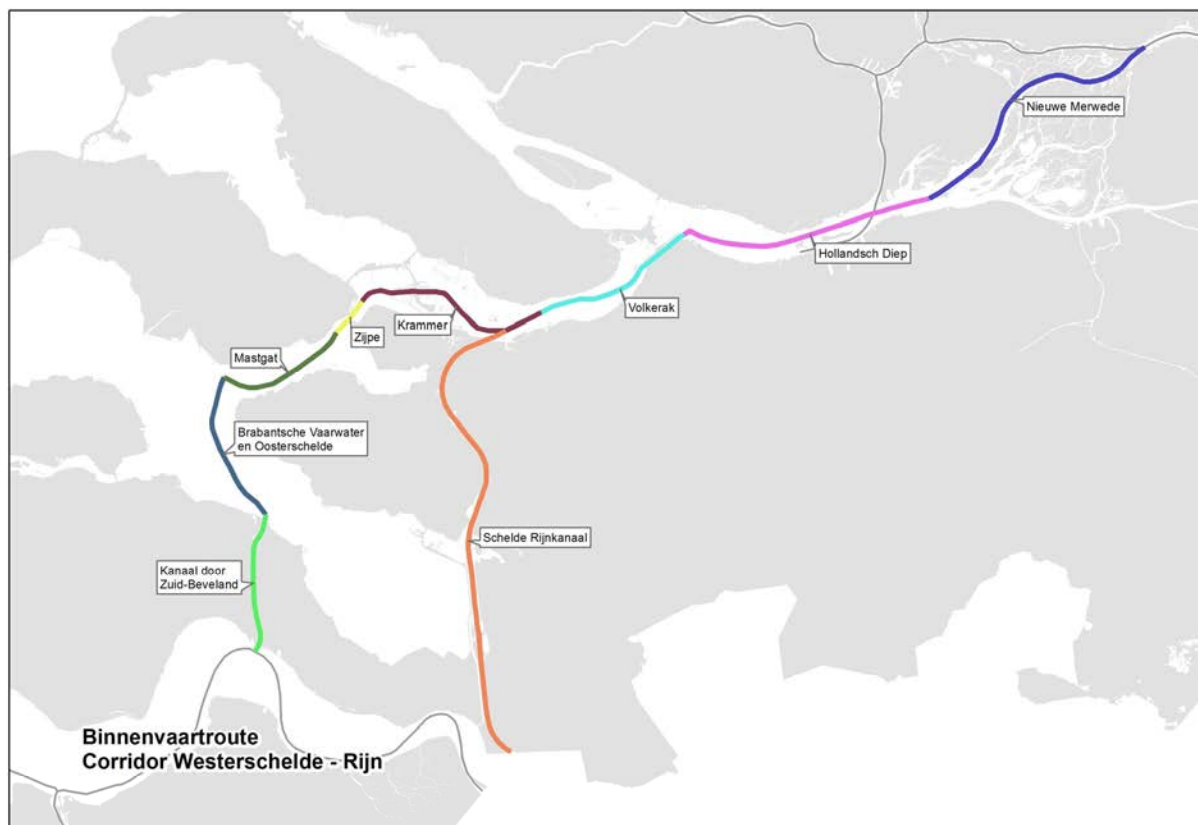 Nieuwe Merwede
Hollandsch Diep
Volkerak
Krammer
Zijpe
Mastgat
Brabantsche Vaarwater
en Oosterschelde
Schelde Rijnkanaal
Kanaal door
Zuid-Beveland
Binnenvaartroute
Corridor Westerschelde - Rijn